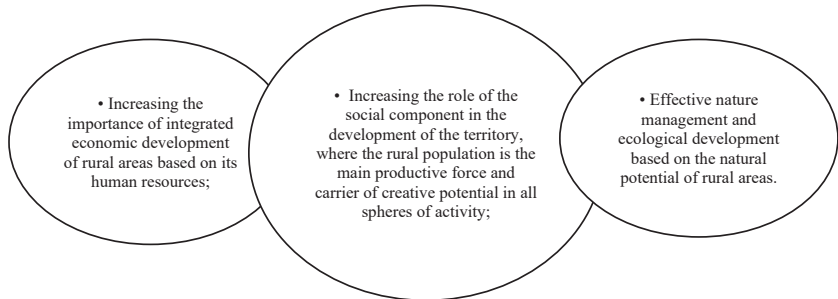 • Increasing the
importance of integrated
economic development
of rural areas based on its
human resources;
• Increasing the role of the
social component in the
development of the territory,
where the rural population is the
main productive force and
carrier of creative potential in all
spheres of activity;
• Effective nature
management and
ecological development
based on the natural
potential of rural areas.